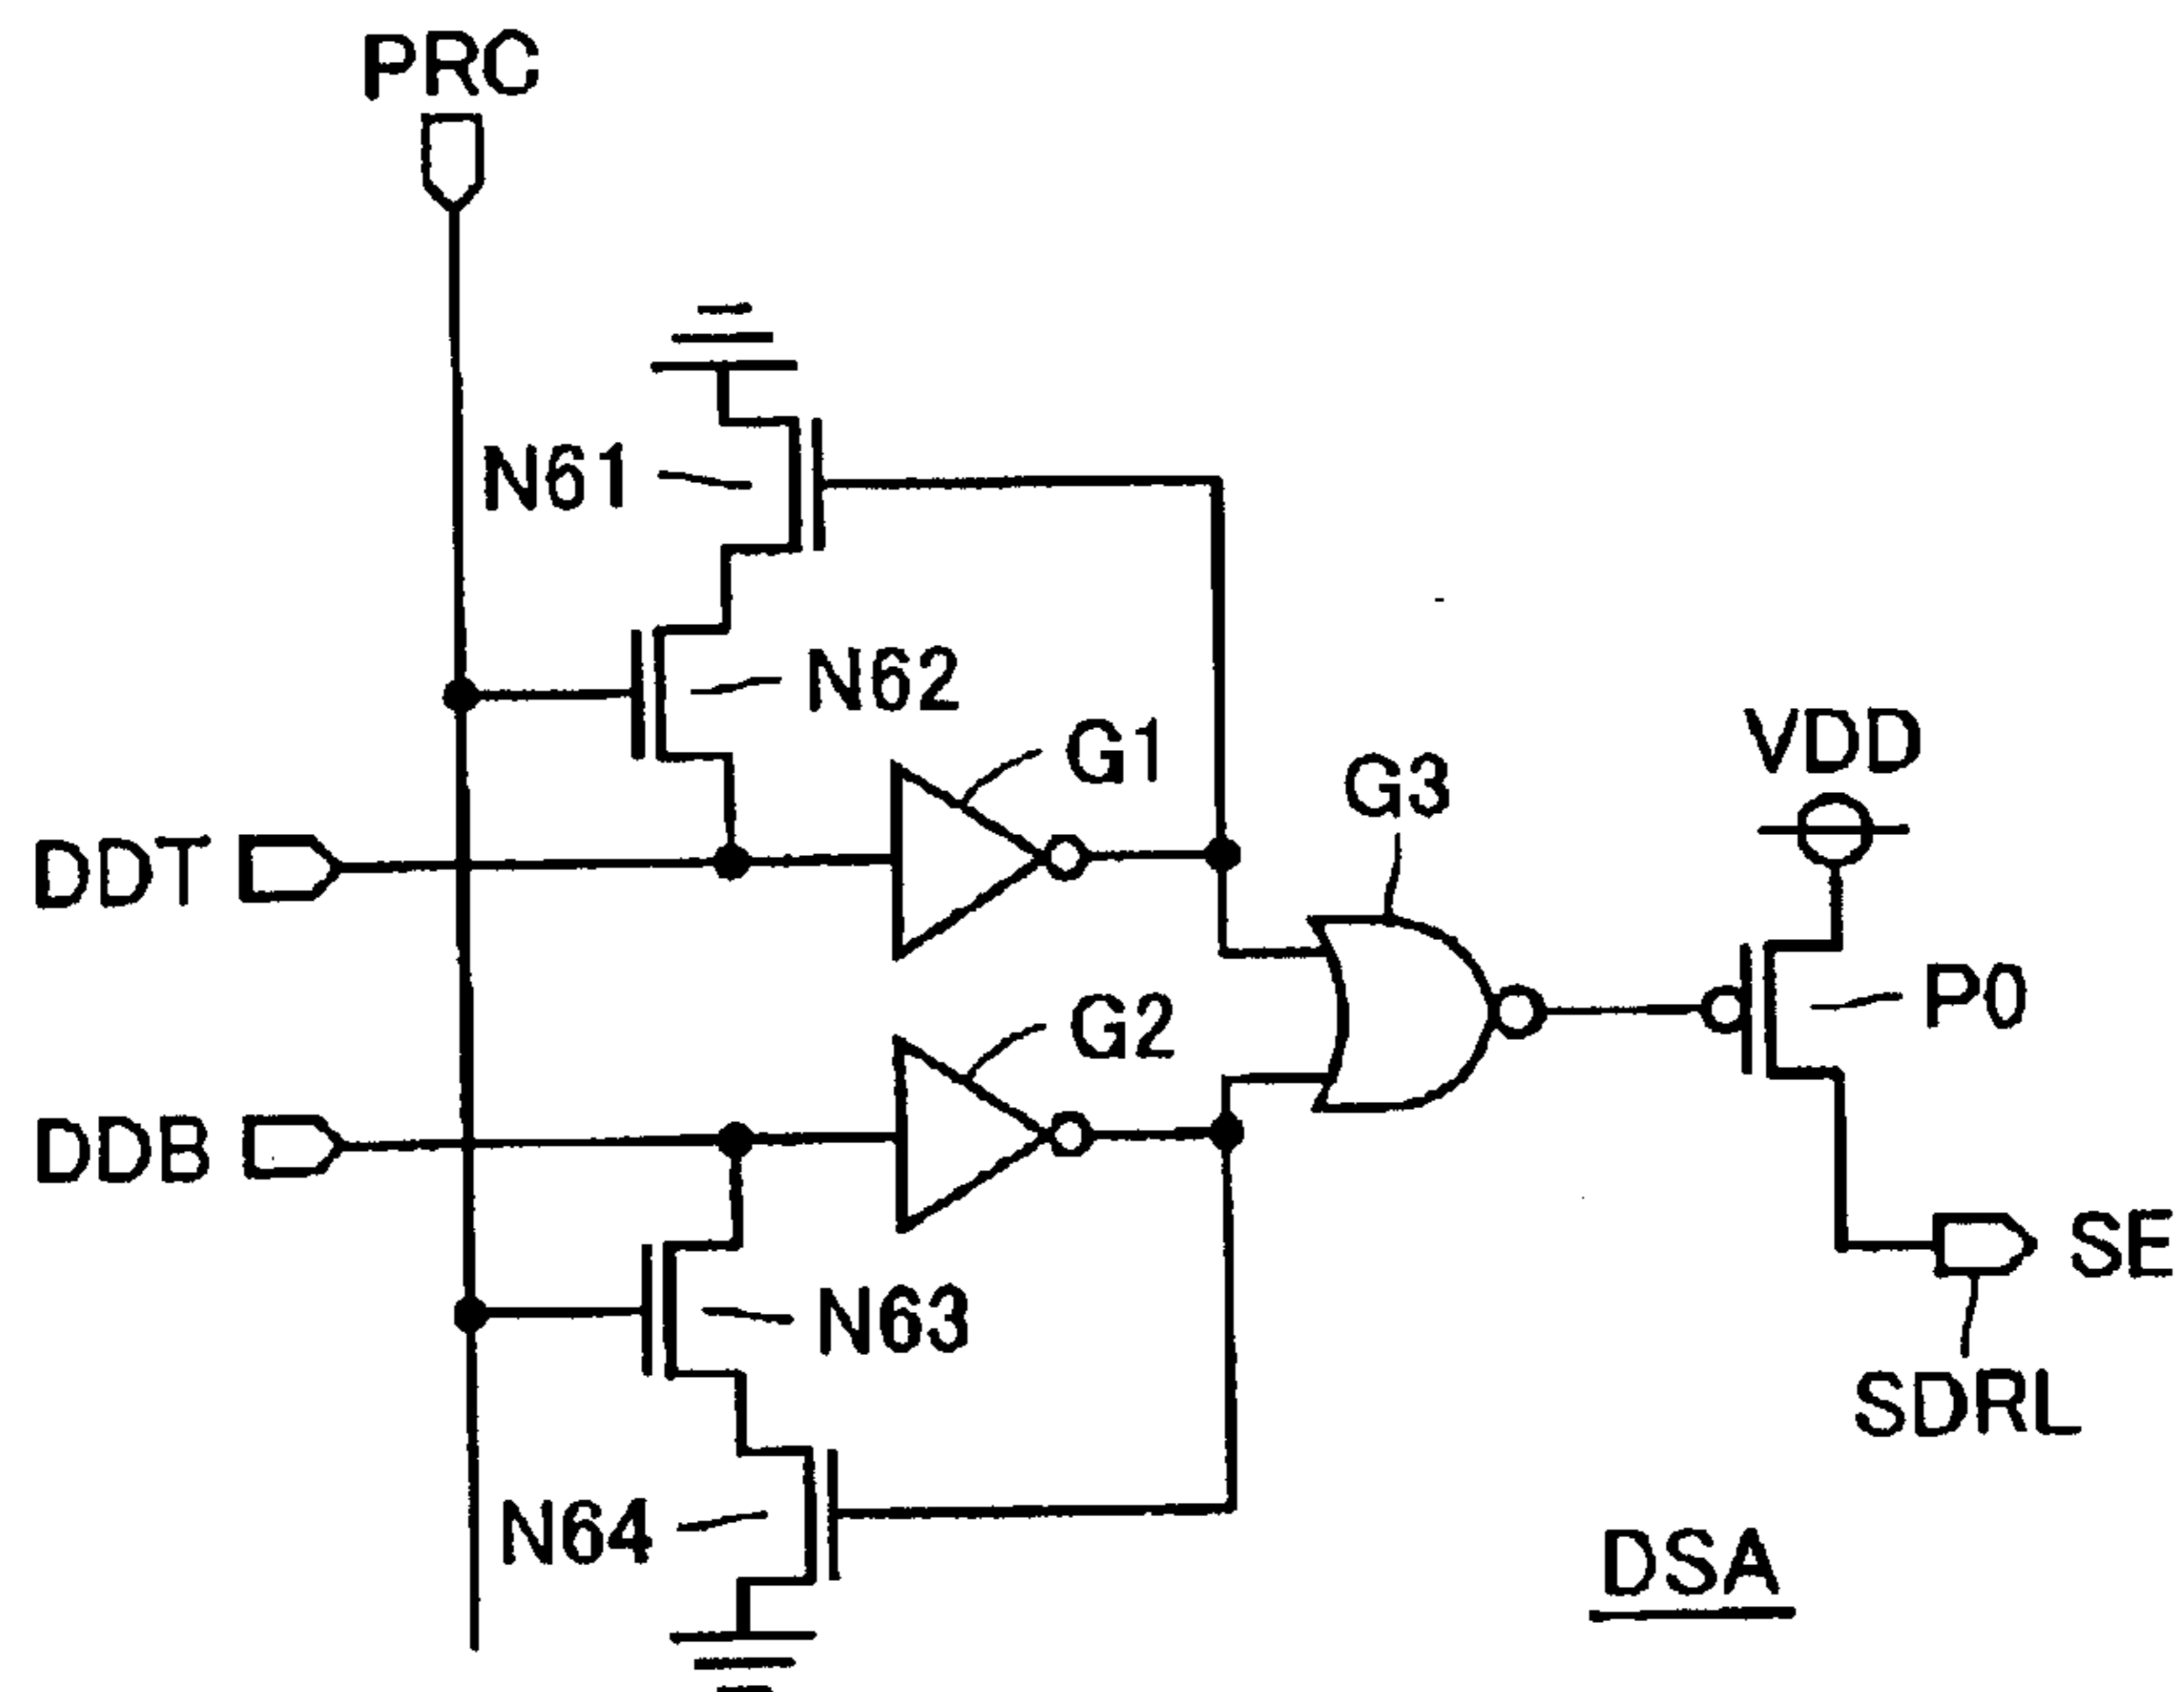 PRC
N61
N62
G1
G3
VDD
DDT
P0
G2
DDB
SE
N63
SDRL
N64
DSA